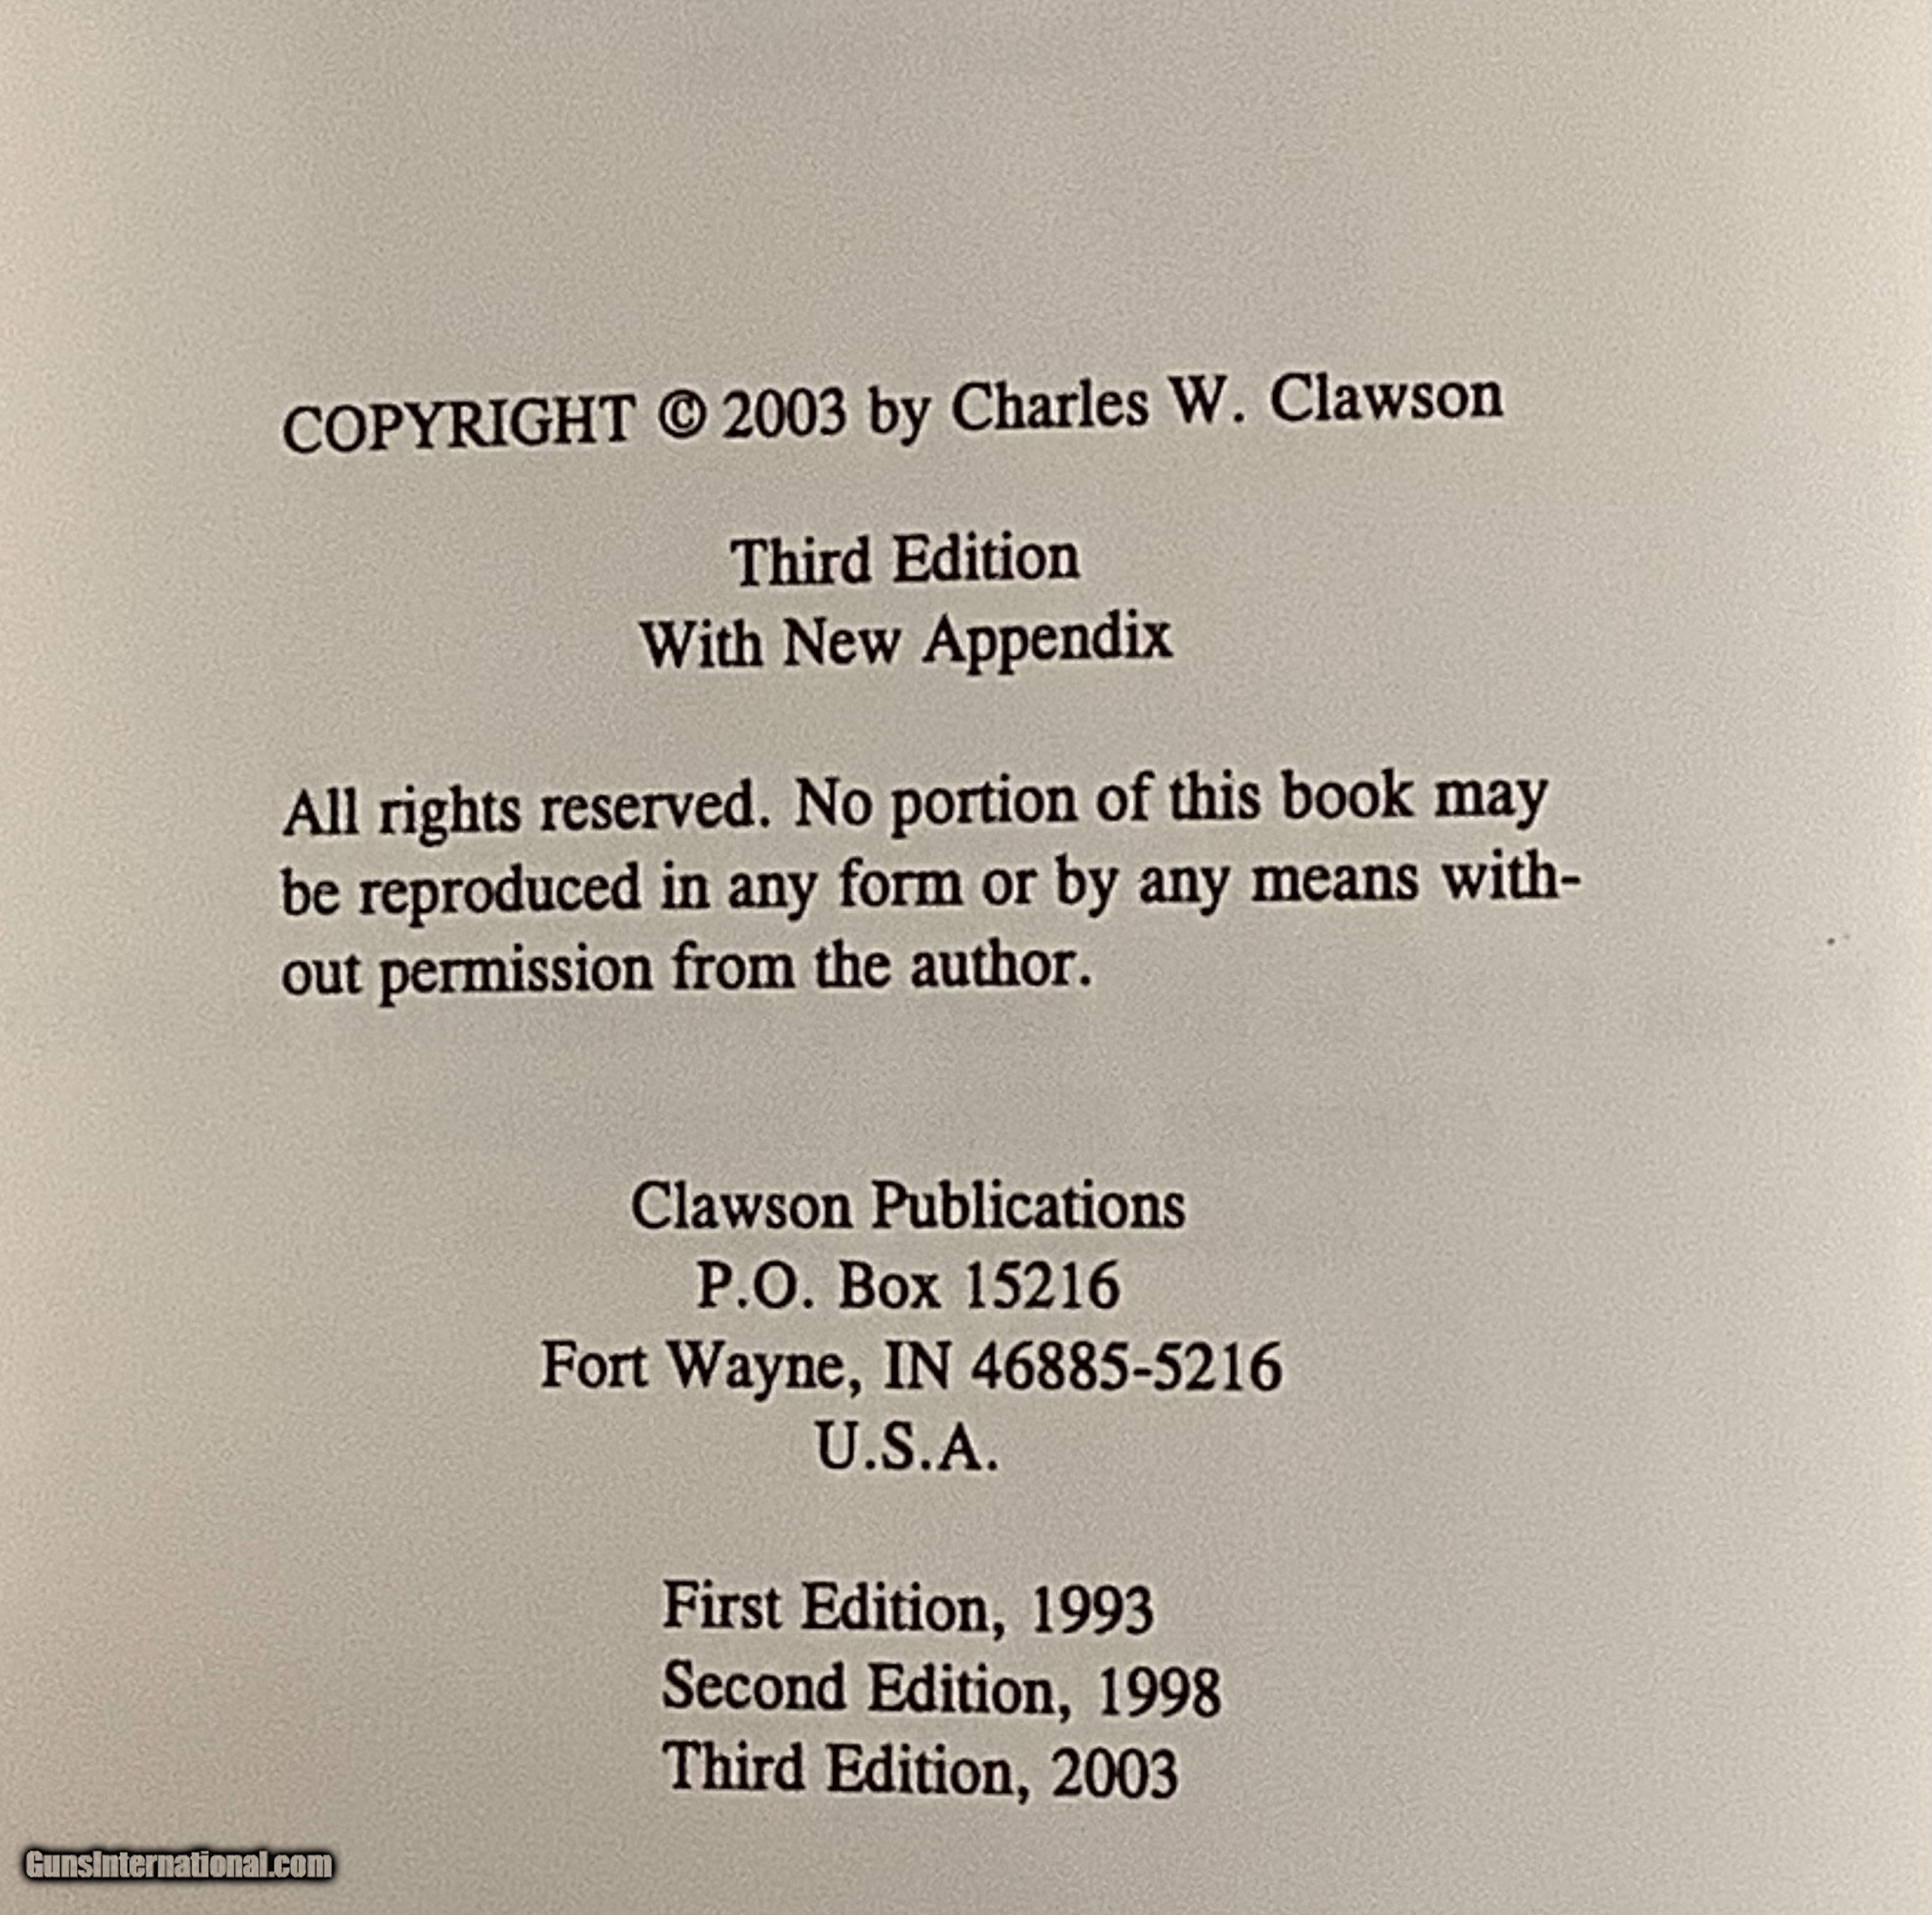 COPYRIGHT © 2003 by Charles W. Clawson
Third Edition
With New Appendix
All rights reserved. No portion of this book may
be reproduced in any form or by any means with-
out permission from the author.
Clawson Publications
P.O. Box 15216
Fort Wayne, IN 46885-5216
U.S.A.
First Edition, 1993
Second Edition, 1998
Third Edition, 2003
GunsInternational.com